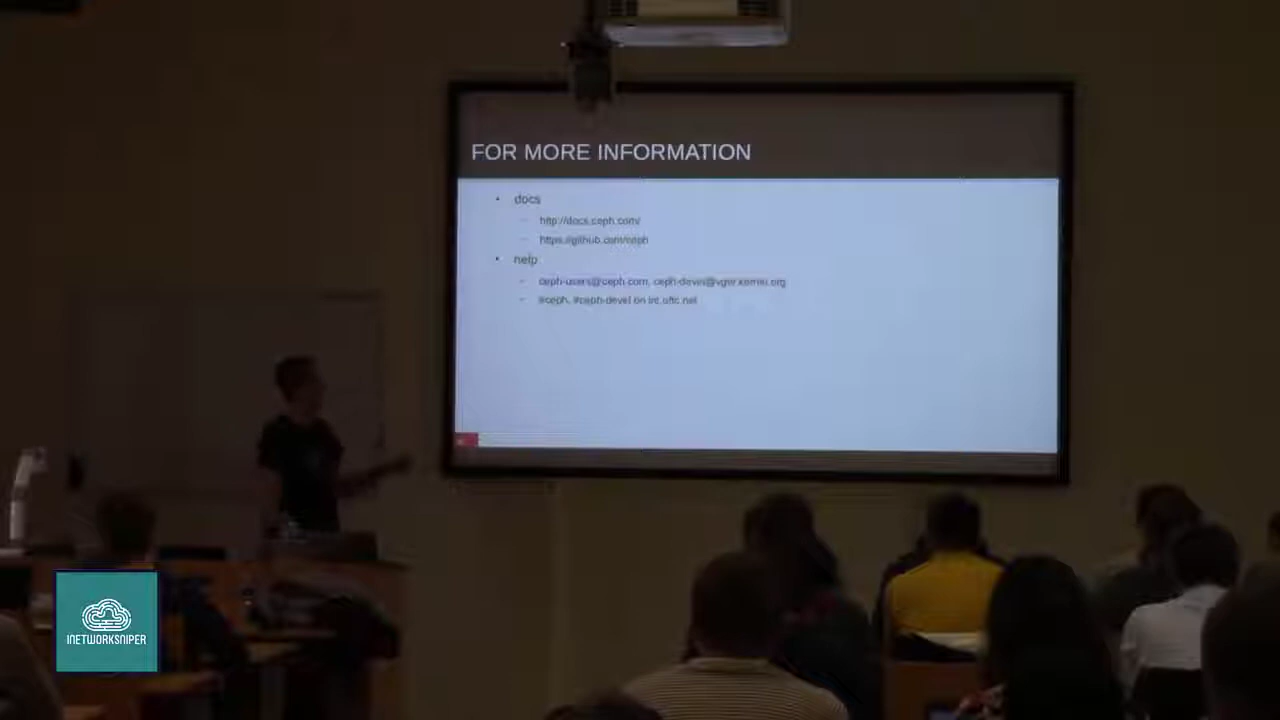 FOR MORE INFORMATION
• docs
– http://docs.ceph.com/
– https://github.com/ceph
• help
– ceph-users@ceph.com, ceph-devel@vger.kernel.org
– #ceph, #ceph-devel on irc.oftc.net
INETWORKSNIPER